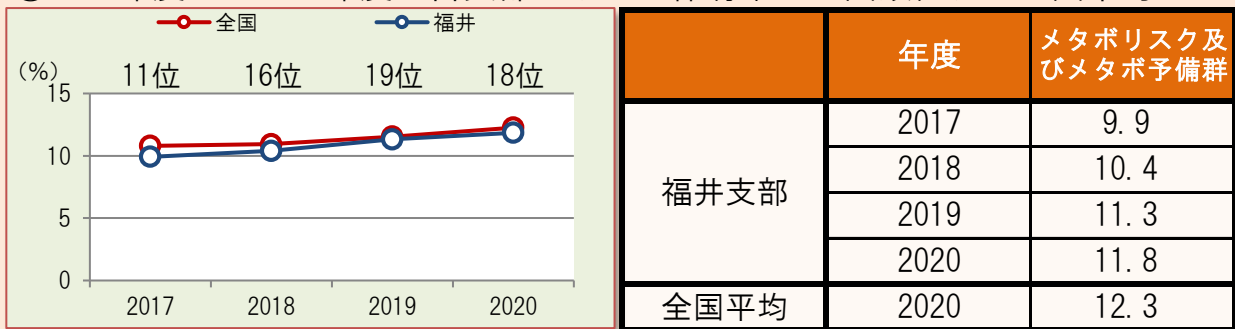 全国 福井
(%) 11位 16位 19位 18位
15
10
5
0
2017 2018 2019 2020
年度 メタボリスク及びメタボ予備群
福井支部
2017 9.9
2018 10.4
2019 11.3
2020 11.8
全国平均 2020 12.3